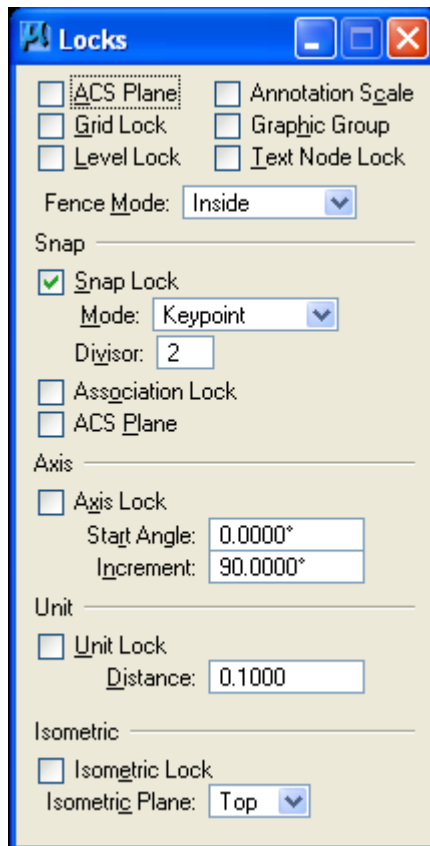 Locks
ACS Plane Annotation Scale
Grid Lock Graphic Group
Level Lock Text Node Lock
Fence Mode: Inside
Snap
Snap Lock
Mode: Keypoint
Divisor: 2
Association Lock
ACS Plane
Axis
Axis Lock
Start Angle: 0.0000°
Increment: 90.0000°
Unit
Unit Lock
Distance: 0.1000
Isometric
Isometric Lock
Isometric Plane: Top